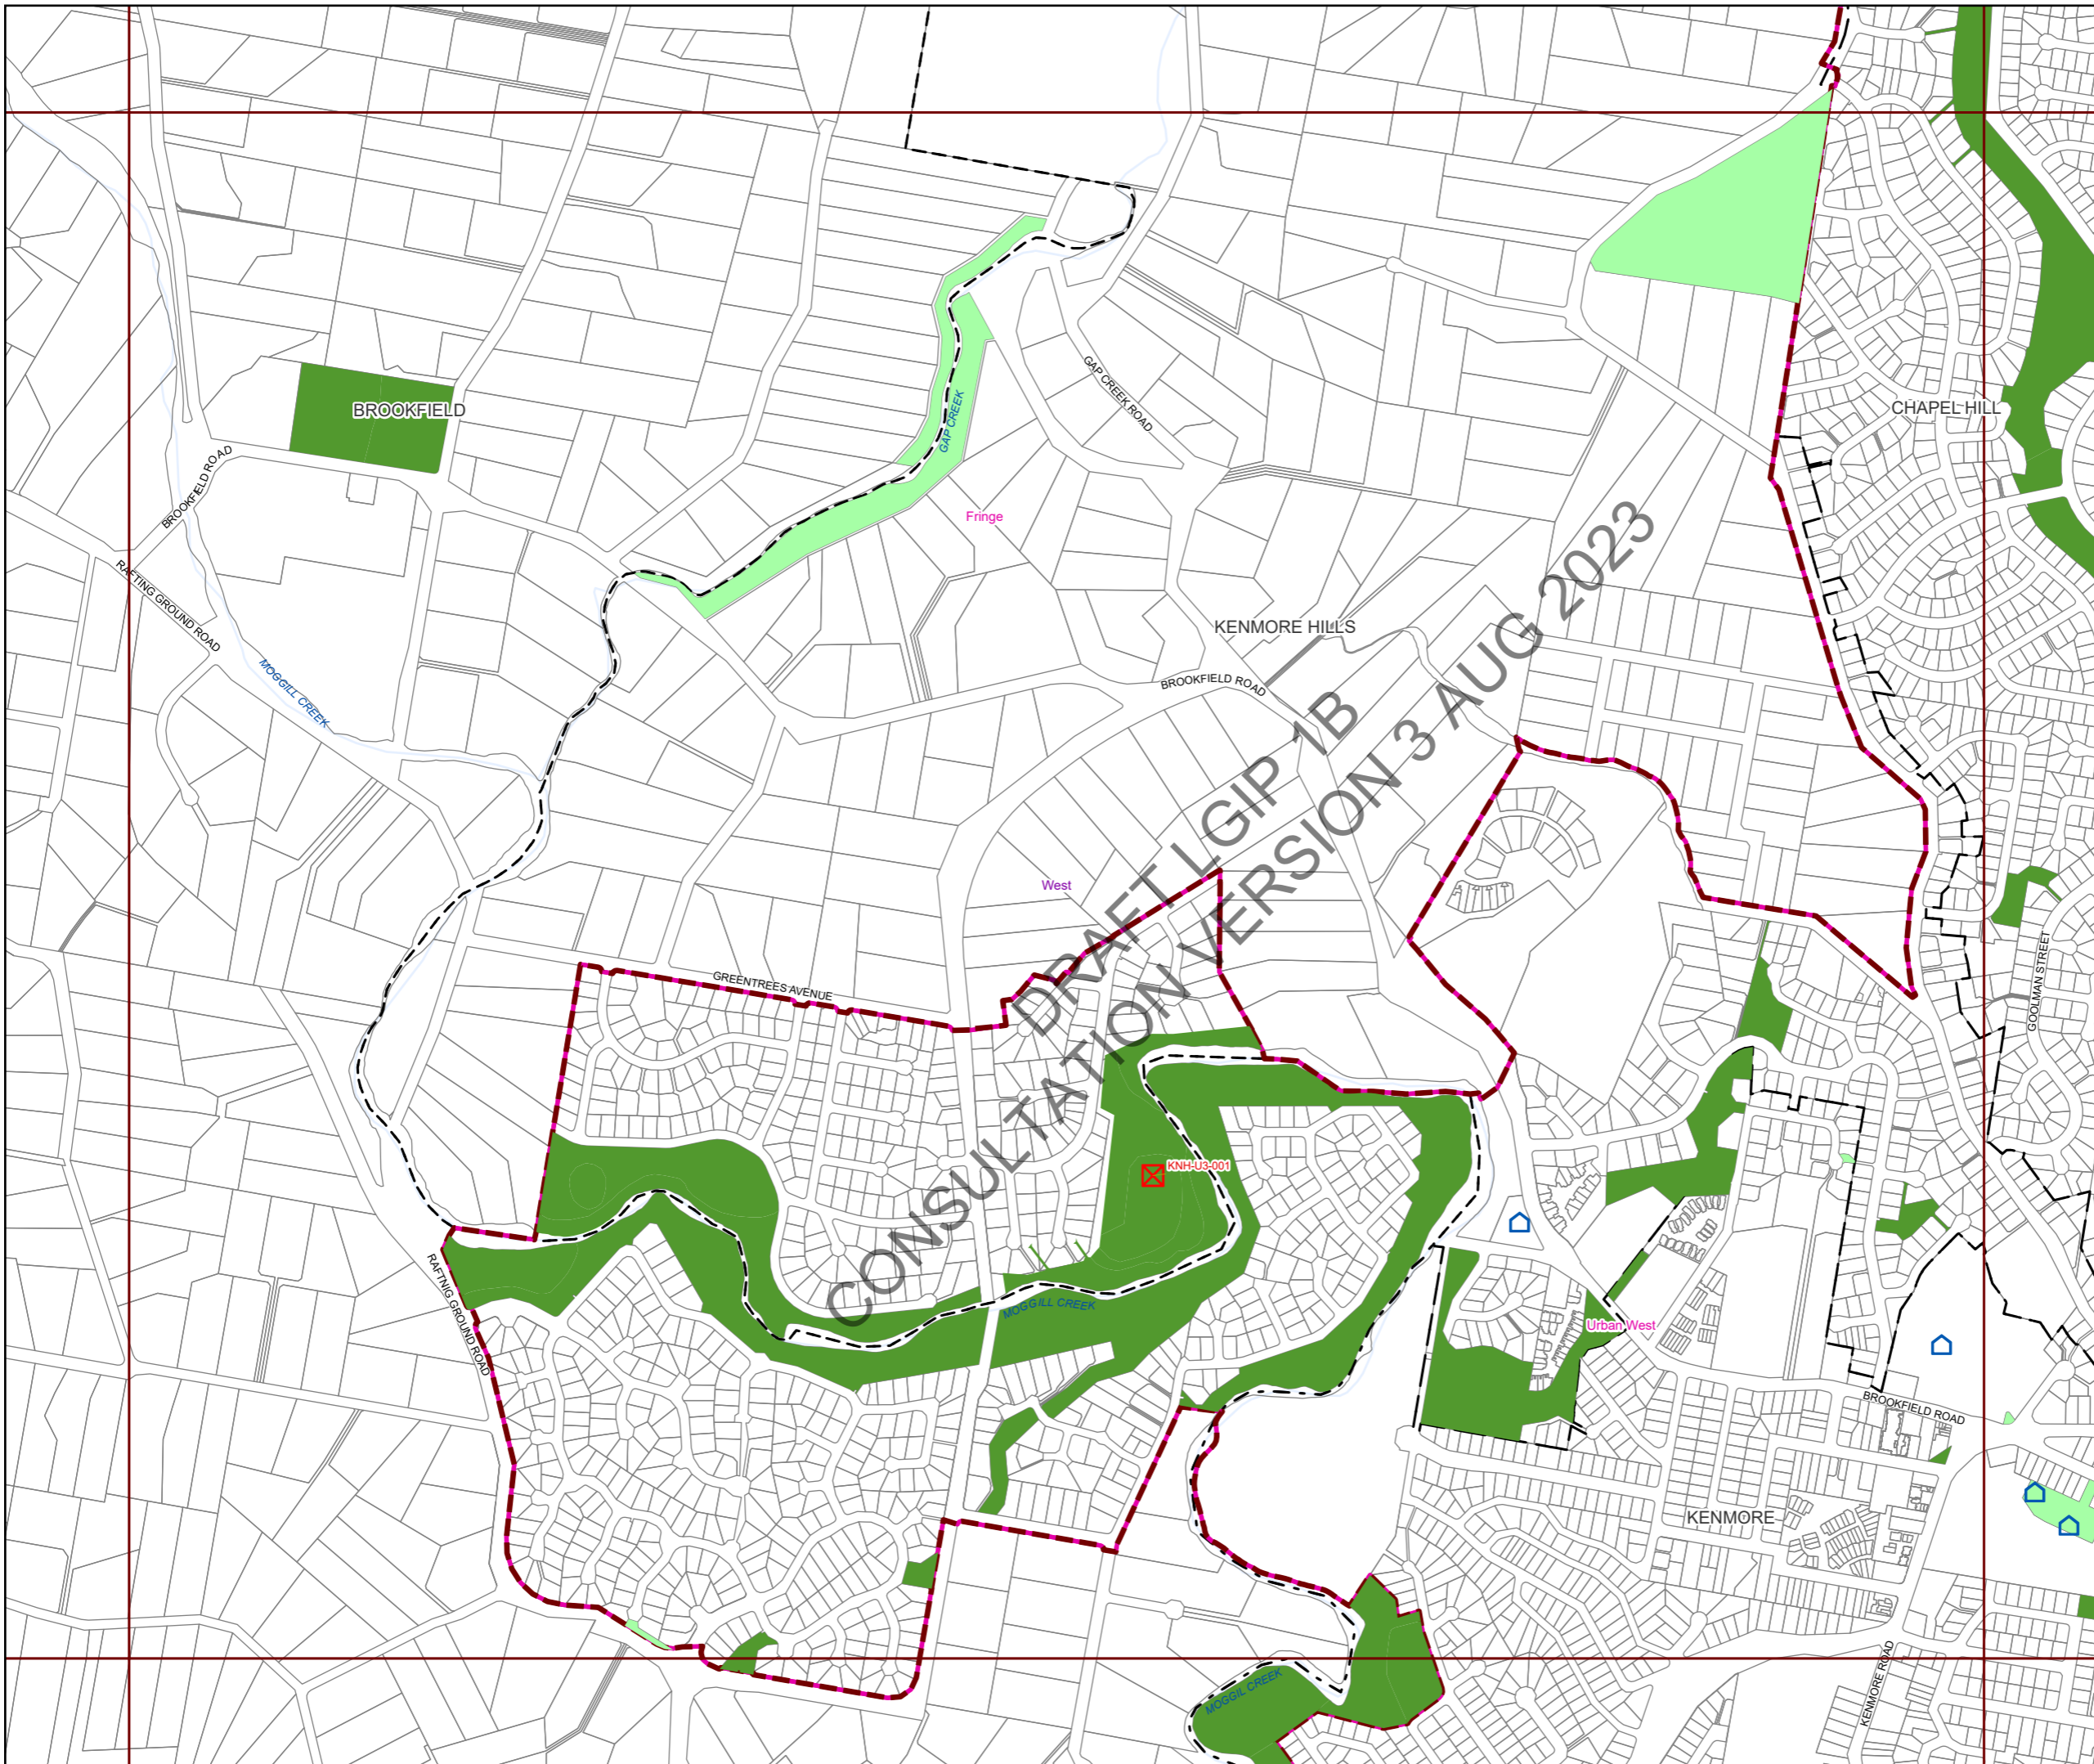 BROOKFIELD
CHAPEL HILL
GAP CREEK ROAD
GAP CREEK
BROOKFIELD ROAD
Fringe
RAFTING GROUND ROAD
KENMORE HILLS
MOGGILL CREEK
BROOKFIELD ROAD
West
DRAFT LGIP 1B
CONSULTATION VERSION 3 AUG 2023
GREENTREES AVENUE
GOOLMAN STREET
KNH-U3-001
MOGGILL CREEK
RAFTNIG GROUND ROAD
Urban West
BROOKFIELD ROAD
KENMORE
MOGGIL CREEK
KENMORE ROAD